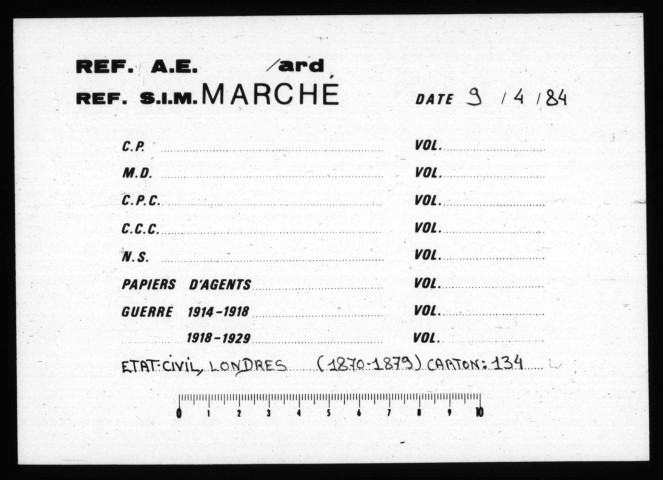 REF. A.E. /ard
REF. S.I.M. MARCHÉ DATE 9 / 4 / 84
C.P. VOL.
M.D. VOL.
C.P.C. VOL.
C.C.C. VOL.
N.S. VOL.
PAPIERS D'AGENTS VOL.
GUERRE 1914-1918 VOL.
1918-1929 VOL.
ETAT-CIVIL, LONDRES (1870-1879) CARTON: 134
0 1 2 3 4 5 6 7 8 9 10